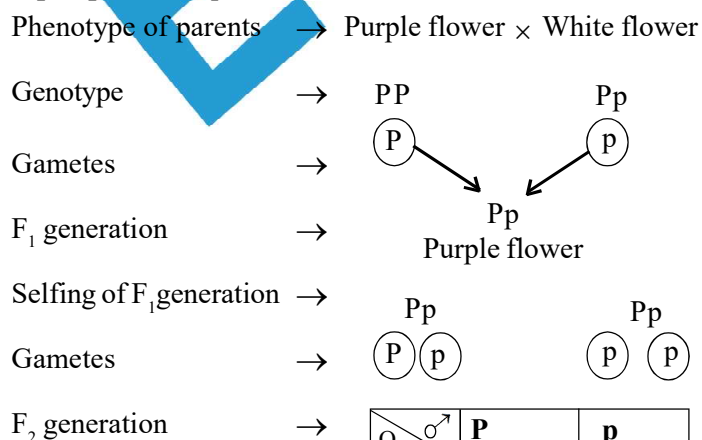 Phenotype of parents → Purple flower × White flower
Genotype → PP Pp
Gametes → P p
Pp
F₁ generation →
Purple flower
Selfing of F₁generation → Pp Pp
Gametes → P p p p
F₂ generation → ♀ ♂ P p